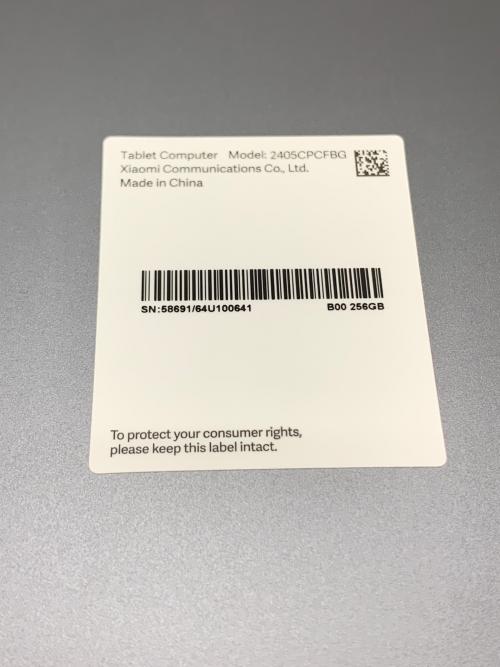 Tablet Computer Model: 2405CPCFBG
Xiaomi Communications Co., Ltd.
Made in China
SN:58691/64U100641
B00 256GB
To protect your consumer rights,
please keep this label intact.